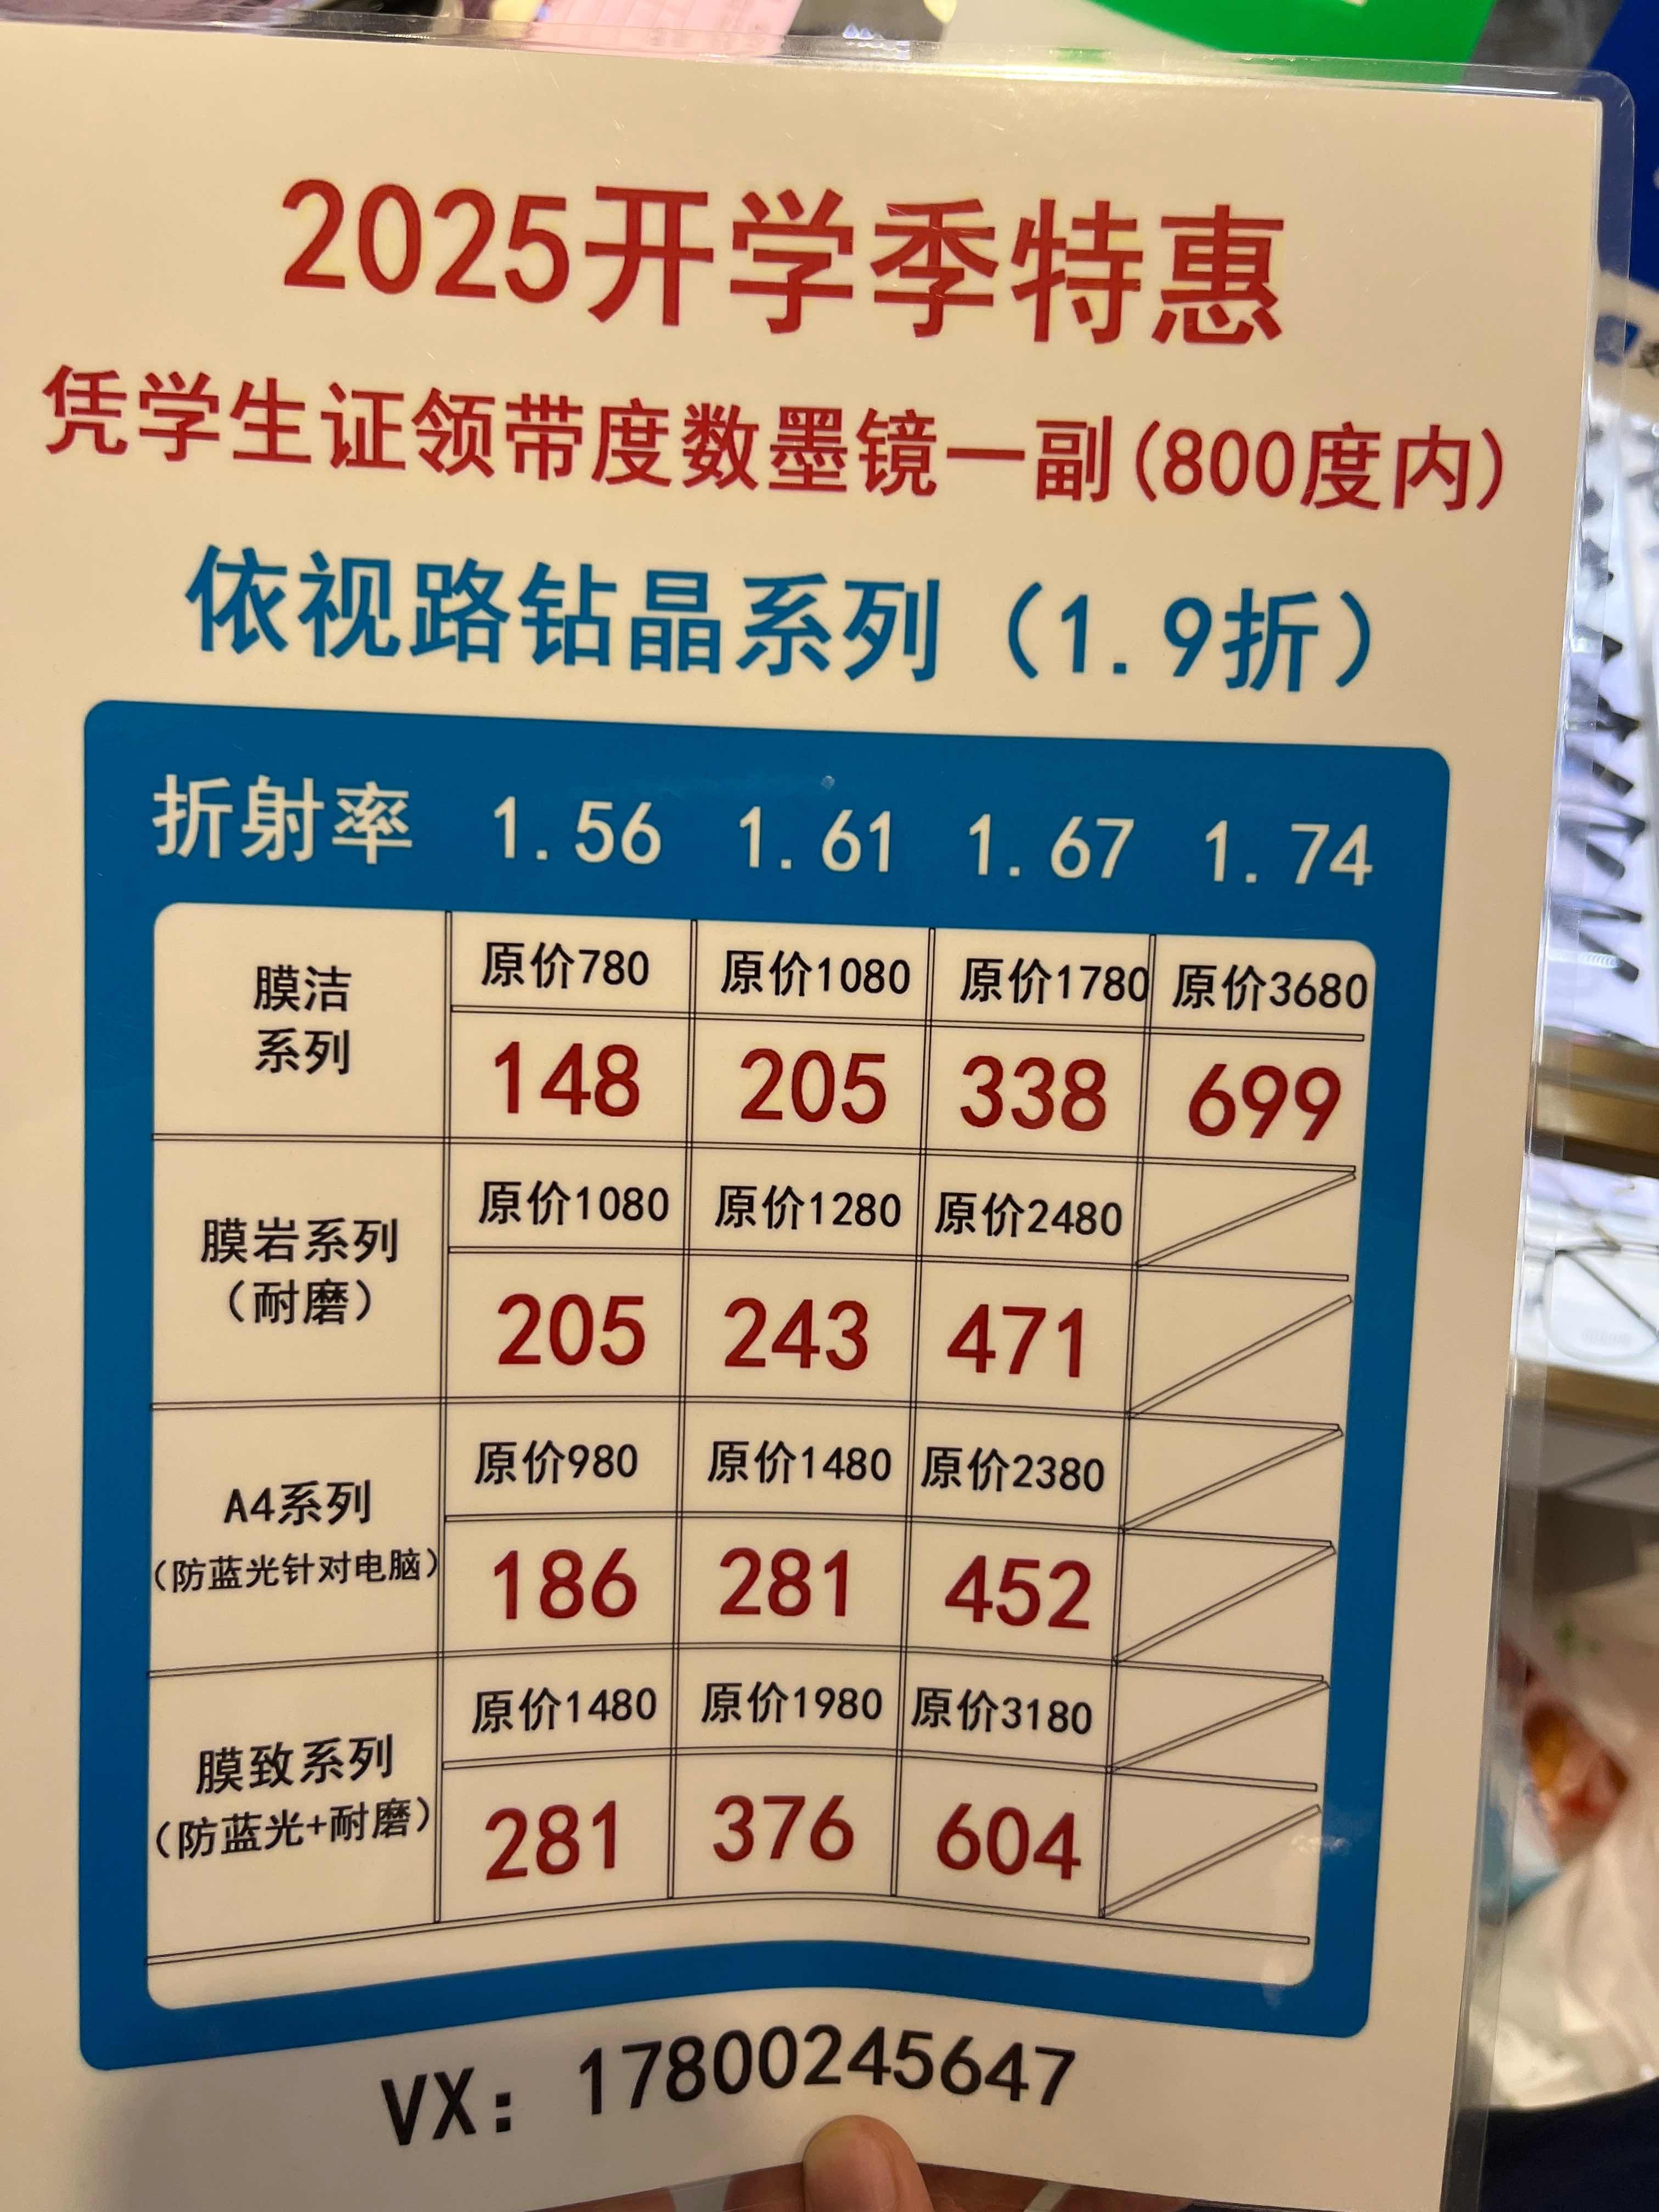 2025开学季特惠
凭学生证领带度数墨镜一副(800度内)
依视路钻晶系列（1.9折）
折射率 1.56 1.61 1.67 1.74
膜洁
系列
原价780 原价1080 原价1780 原价3680
148 205 338 699
膜岩系列
（耐磨）
原价1080 原价1280 原价2480
205 243 471
A4系列
（防蓝光针对电脑）
原价980 原价1480 原价2380
186 281 452
膜致系列
（防蓝光+耐磨）
原价1480 原价1980 原价3180
281 376 604
VX：17800245647